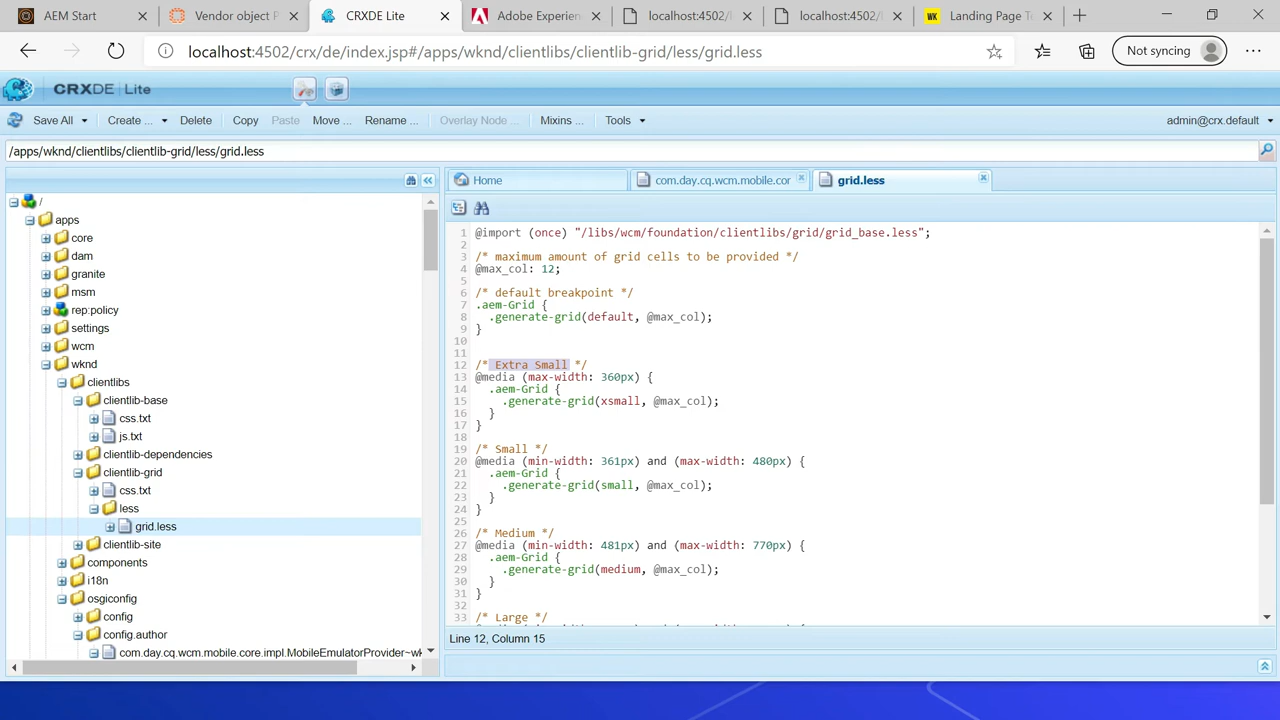 AEM Start
Vendor object P
CRXDE Lite
Adobe Experien
localhost:4502/l
localhost:4502/l
WK
Landing Page Te
localhost:4502/crx/de/index.jsp#/apps/wknd/clientlibs/clientlib-grid/less/grid.less
Not syncing
CRXDE | Lite
Save All
Create ...
Delete
Copy
Paste
Move ...
Rename ...
Overlay Node ...
Mixins ...
Tools
admin@crx.default
/apps/wknd/clientlibs/clientlib-grid/less/grid.less
/
apps
core
dam
granite
msm
rep:policy
settings
wcm
wknd
clientlibs
clientlib-base
css.txt
js.txt
clientlib-dependencies
clientlib-grid
css.txt
less
grid.less
clientlib-site
components
i18n
osgiconfig
config
config.author
com.day.cq.wcm.mobile.core.impl.MobileEmulatorProvider~wk
Home
com.day.cq.wcm.mobile.cor
grid.less
1 @import (once) "/libs/wcm/foundation/clientlibs/grid/grid_base.less";
2
3 /* maximum amount of grid cells to be provided */
4 @max_col: 12;
5
6 /* default breakpoint */
7 .aem-Grid {
8 .generate-grid(default, @max_col);
9 }
10
11
12 /* Extra Small */
13 @media (max-width: 360px) {
14 .aem-Grid {
15 .generate-grid(xsmall, @max_col);
16 }
17 }
18
19 /* Small */
20 @media (min-width: 361px) and (max-width: 480px) {
21 .aem-Grid {
22 .generate-grid(small, @max_col);
23 }
24 }
25
26 /* Medium */
27 @media (min-width: 481px) and (max-width: 770px) {
28 .aem-Grid {
29 .generate-grid(medium, @max_col);
30 }
31 }
32
33 /* Large */
Line 12, Column 15